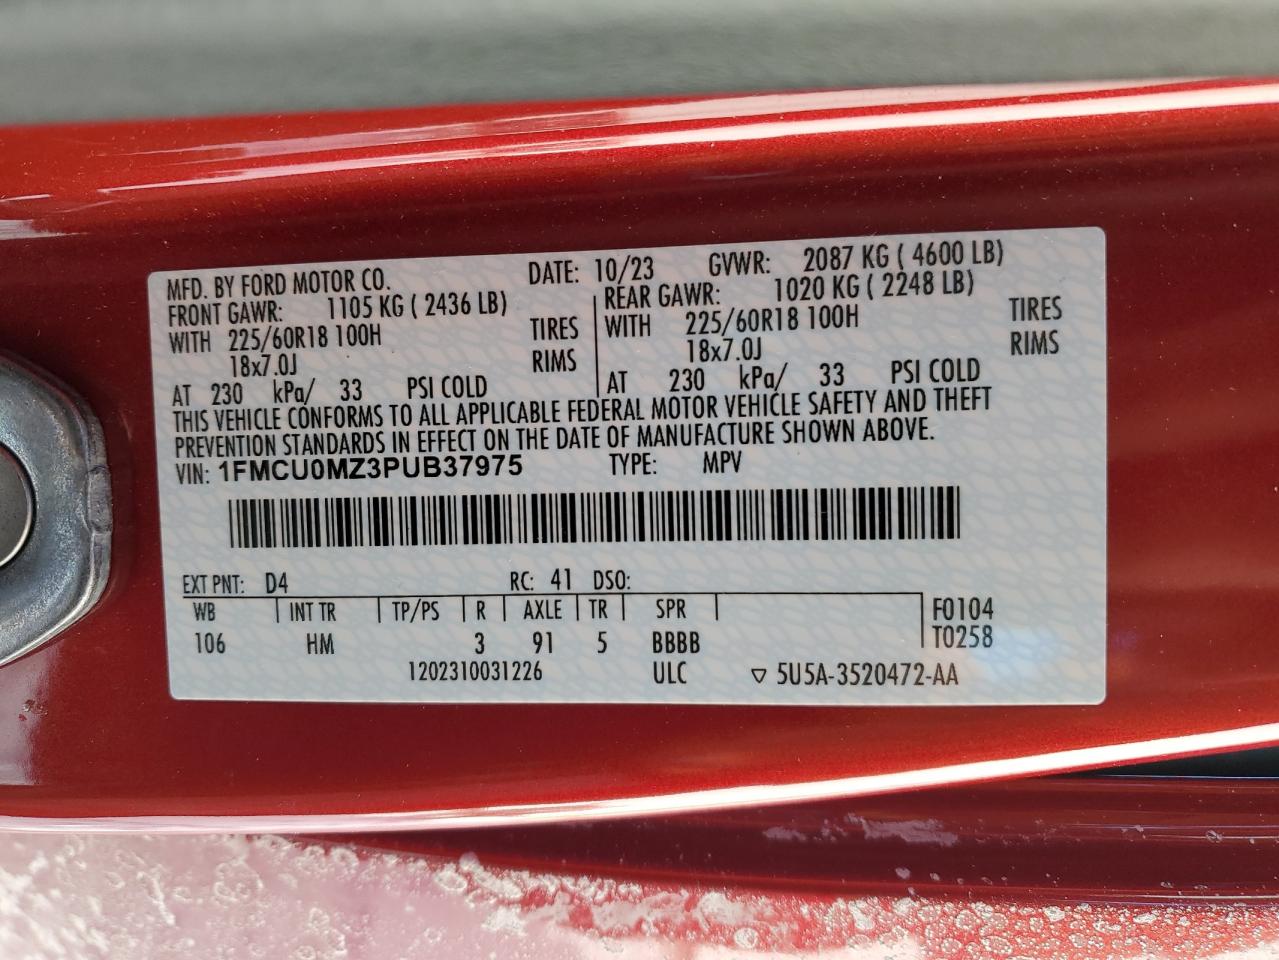 MFD. BY FORD MOTOR CO. DATE: 10/23 GVWR: 2087 KG ( 4600 LB)
FRONT GAWR: 1105 KG ( 2436 LB) REAR GAWR: 1020 KG ( 2248 LB)
WITH 225/60R18 100H TIRES WITH 225/60R18 100H TIRES
18x7.0J RIMS 18x7.0J RIMS
AT 230 kPa/ 33 PSI COLD AT 230 kPa/ 33 PSI COLD
THIS VEHICLE CONFORMS TO ALL APPLICABLE FEDERAL MOTOR VEHICLE SAFETY AND THEFT
PREVENTION STANDARDS IN EFFECT ON THE DATE OF MANUFACTURE SHOWN ABOVE.
VIN: 1FMCU0MZ3PUB37975 TYPE: MPV
EXT PNT: D4 RC: 41 DSO:
WB INT TR TP/PS R AXLE TR SPR F0104
106 HM 3 91 5 BBBB T0258
1202310031226 ULC ▽ 5U5A-3520472-AA